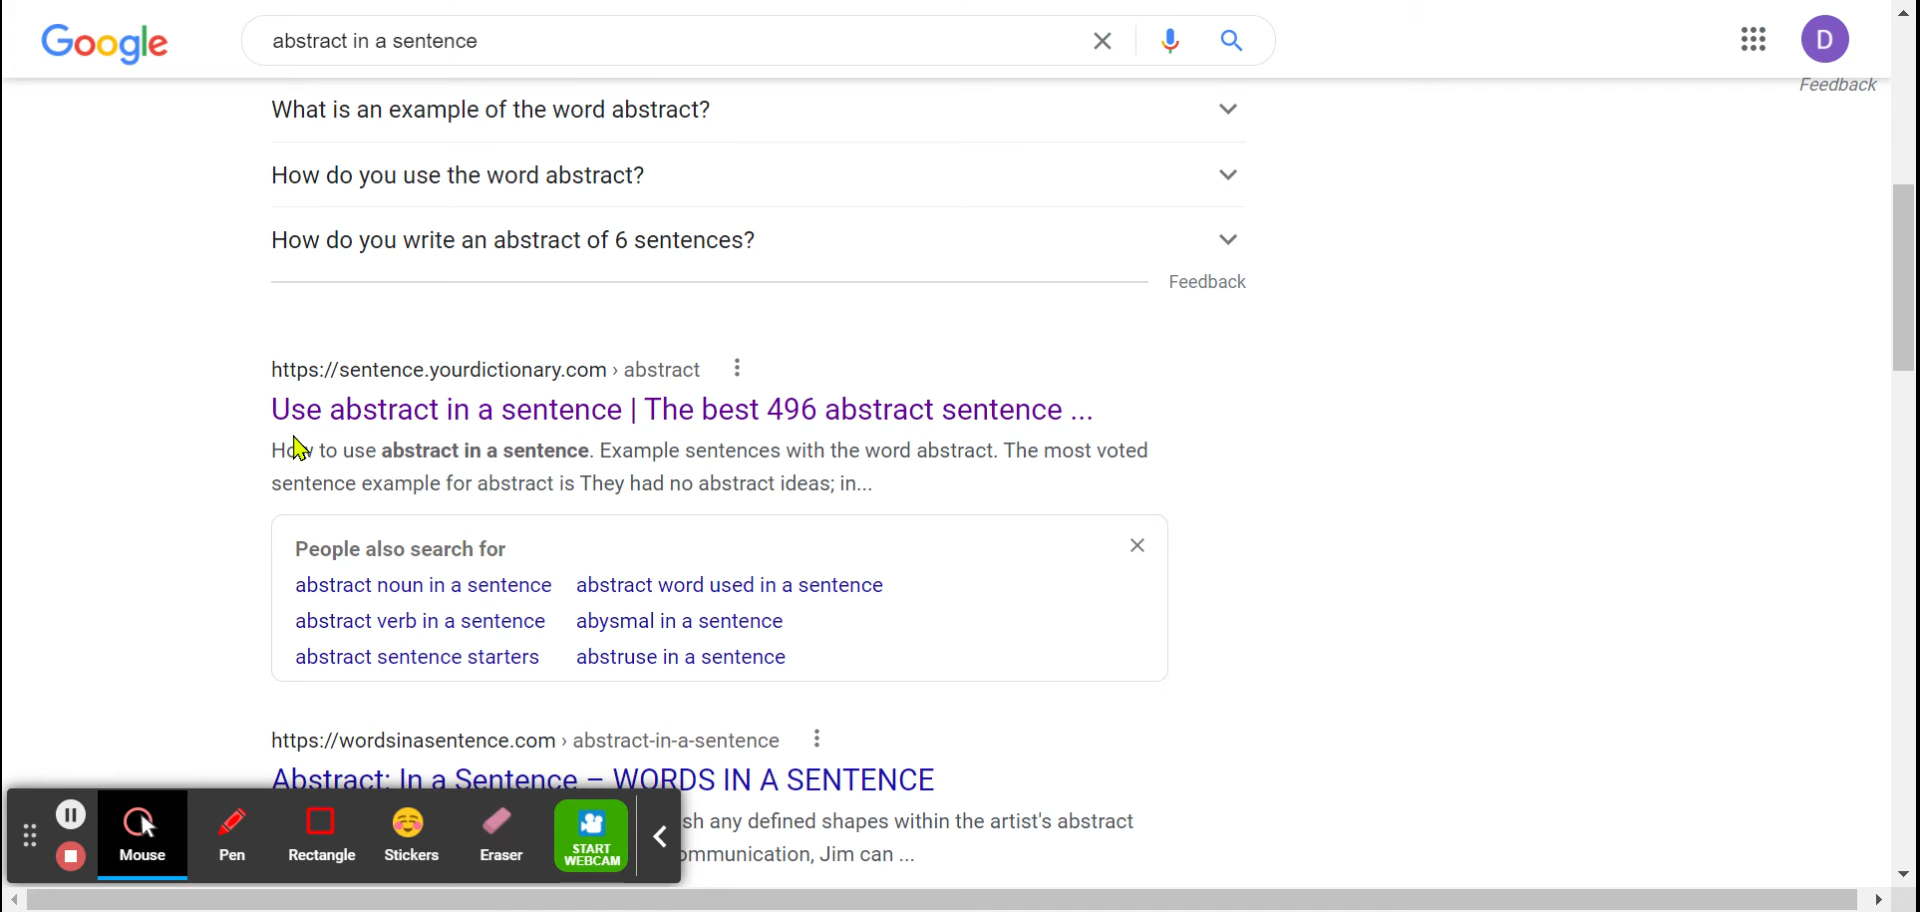 Google
abstract in a sentence
D
Feedback
What is an example of the word abstract?
How do you use the word abstract?
How do you write an abstract of 6 sentences?
Feedback
https://sentence.yourdictionary.com › abstract
Use abstract in a sentence | The best 496 abstract sentence ...
How to use abstract in a sentence. Example sentences with the word abstract. The most voted
sentence example for abstract is They had no abstract ideas; in...
People also search for
abstract noun in a sentence abstract word used in a sentence
abstract verb in a sentence abysmal in a sentence
abstract sentence starters abstruse in a sentence
https://wordsinasentence.com › abstract-in-a-sentence
Abstract: In a Sentence – WORDS IN A SENTENCE
any defined shapes within the artist's abstract
Jim can ...
Mouse Pen Rectangle Stickers Eraser START
WEBCAM